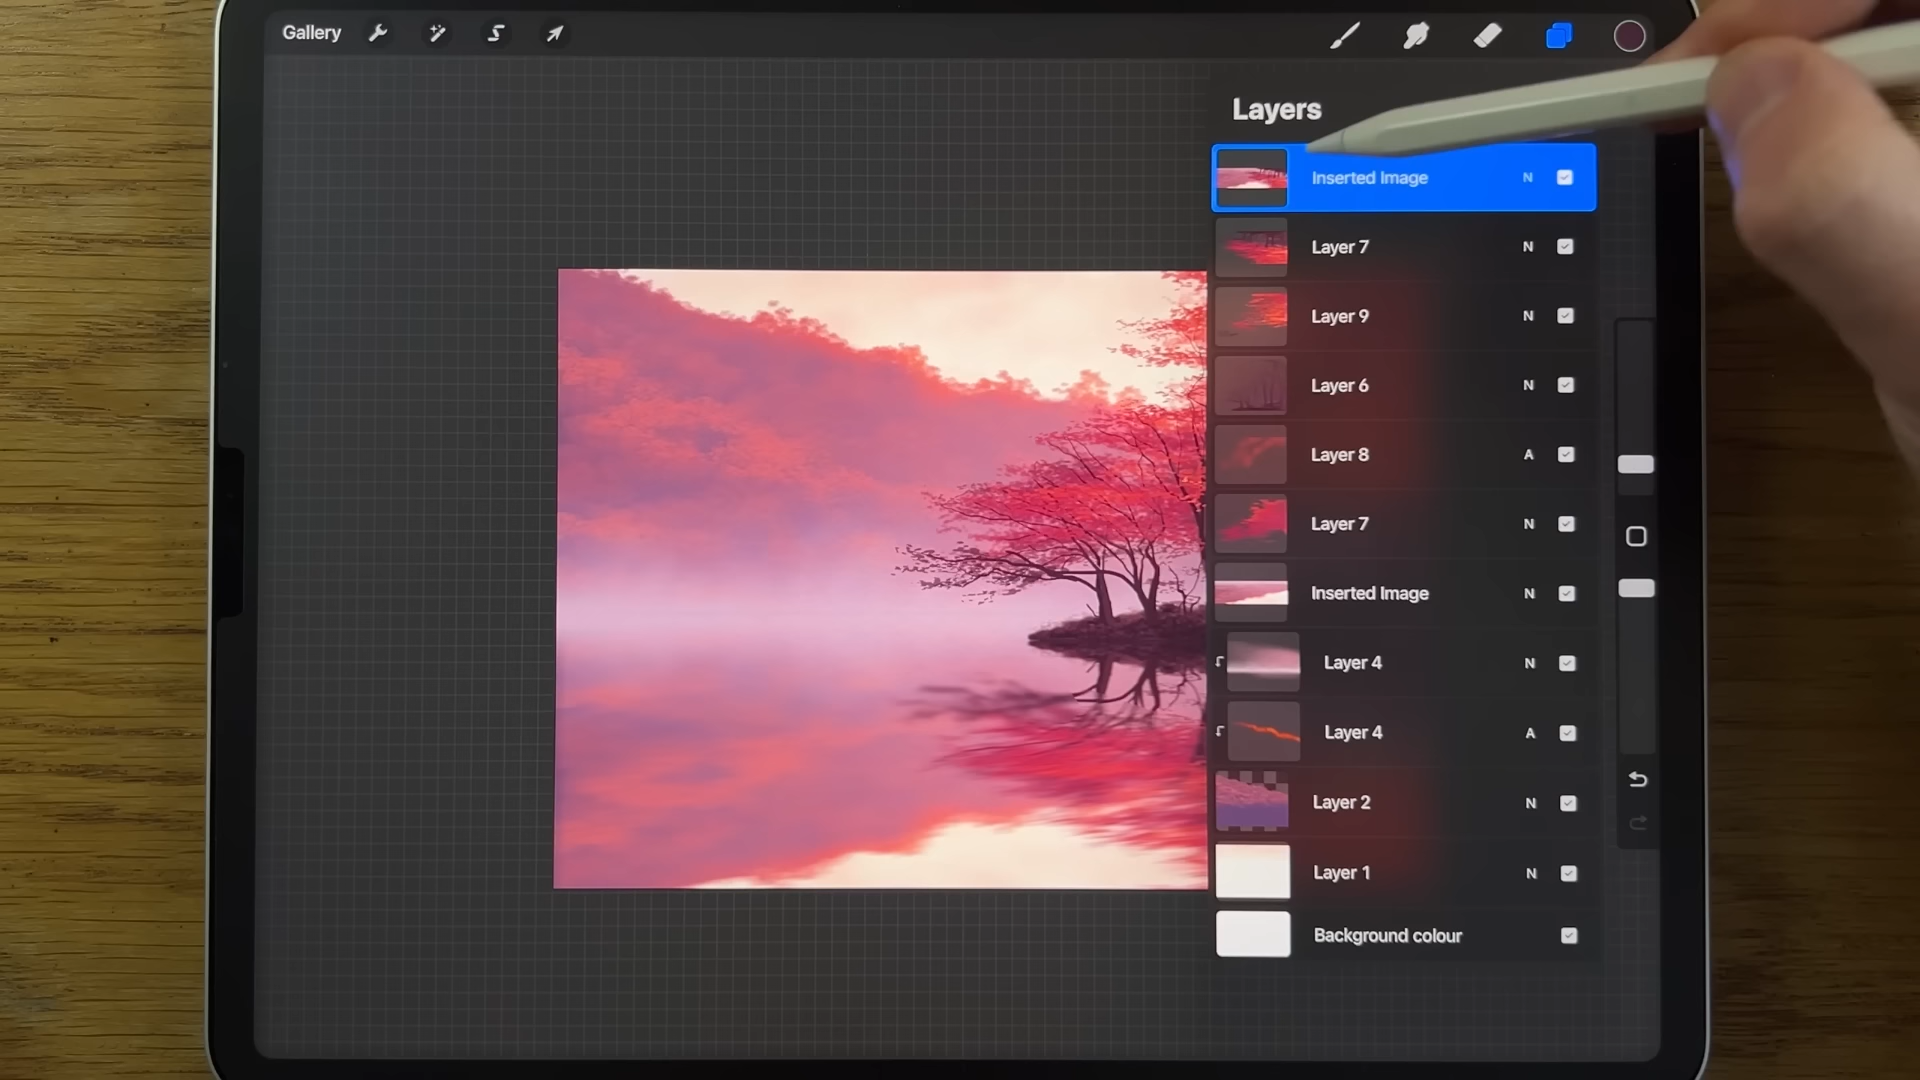 Gallery
Layers
Inserted Image N
Layer 7 N
Layer 9 N
Layer 6 N
Layer 8 A
Layer 7 N
Inserted Image N
Layer 4 N
Layer 4 A
Layer 2 N
Layer 1 N
Background colour